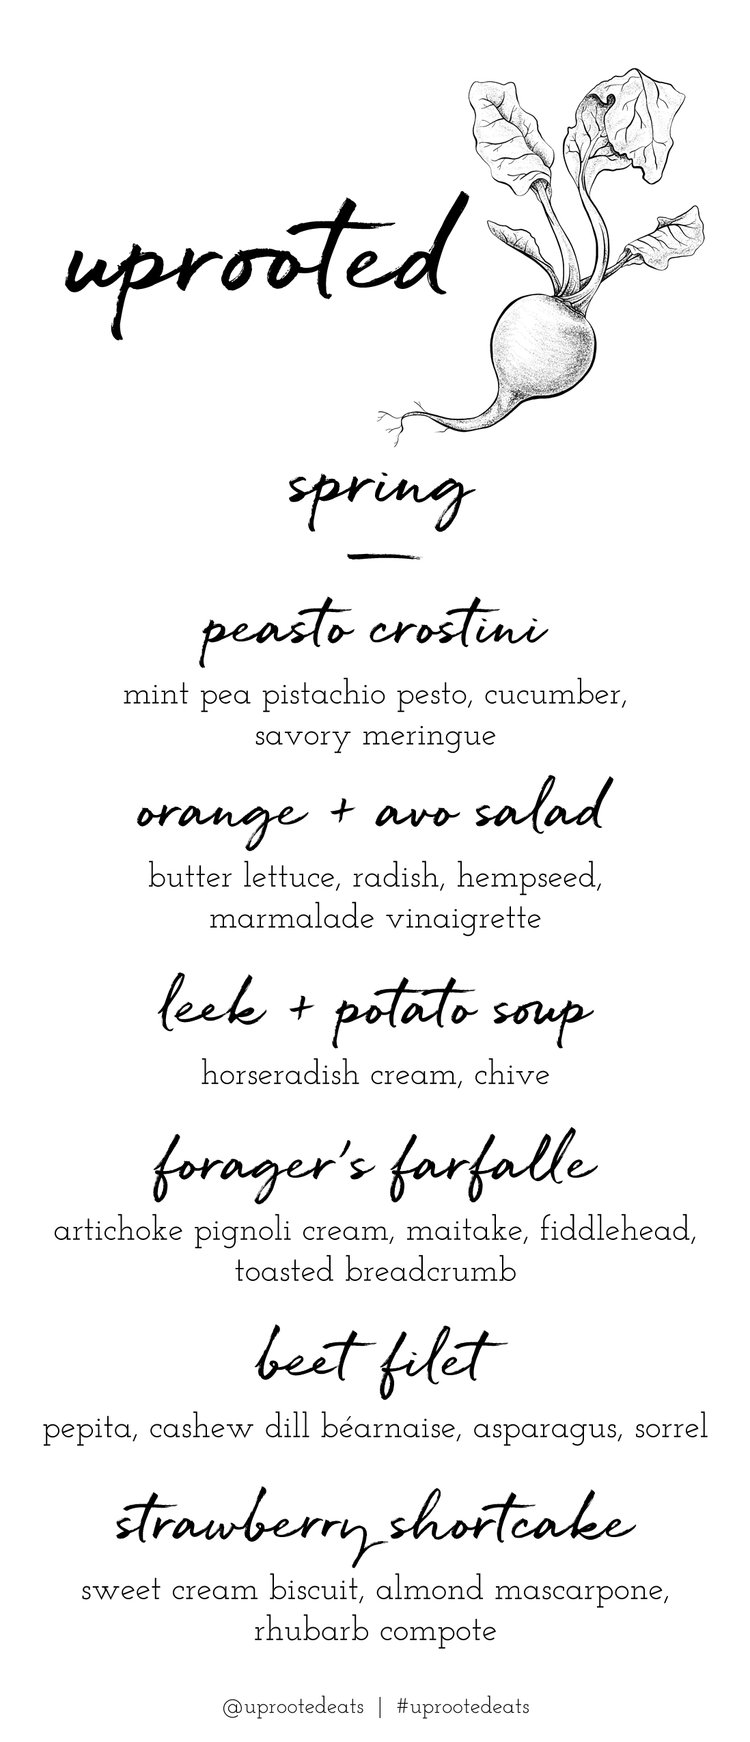 uprooted
spring
peasto crostini
mint pea pistachio pesto, cucumber,
savory meringue
orange + avo salad
butter lettuce, radish, hempseed,
marmalade vinaigrette
leek + potato soup
horseradish cream, chive
forager's farfalle
artichoke pignoli cream, maitake, fiddlehead,
toasted breadcrumb
beet filet
pepita, cashew dill béarnaise, asparagus, sorrel
strawberry shortcake
sweet cream biscuit, almond mascarpone,
rhubarb compote
@uprootedeats | #uprootedeats